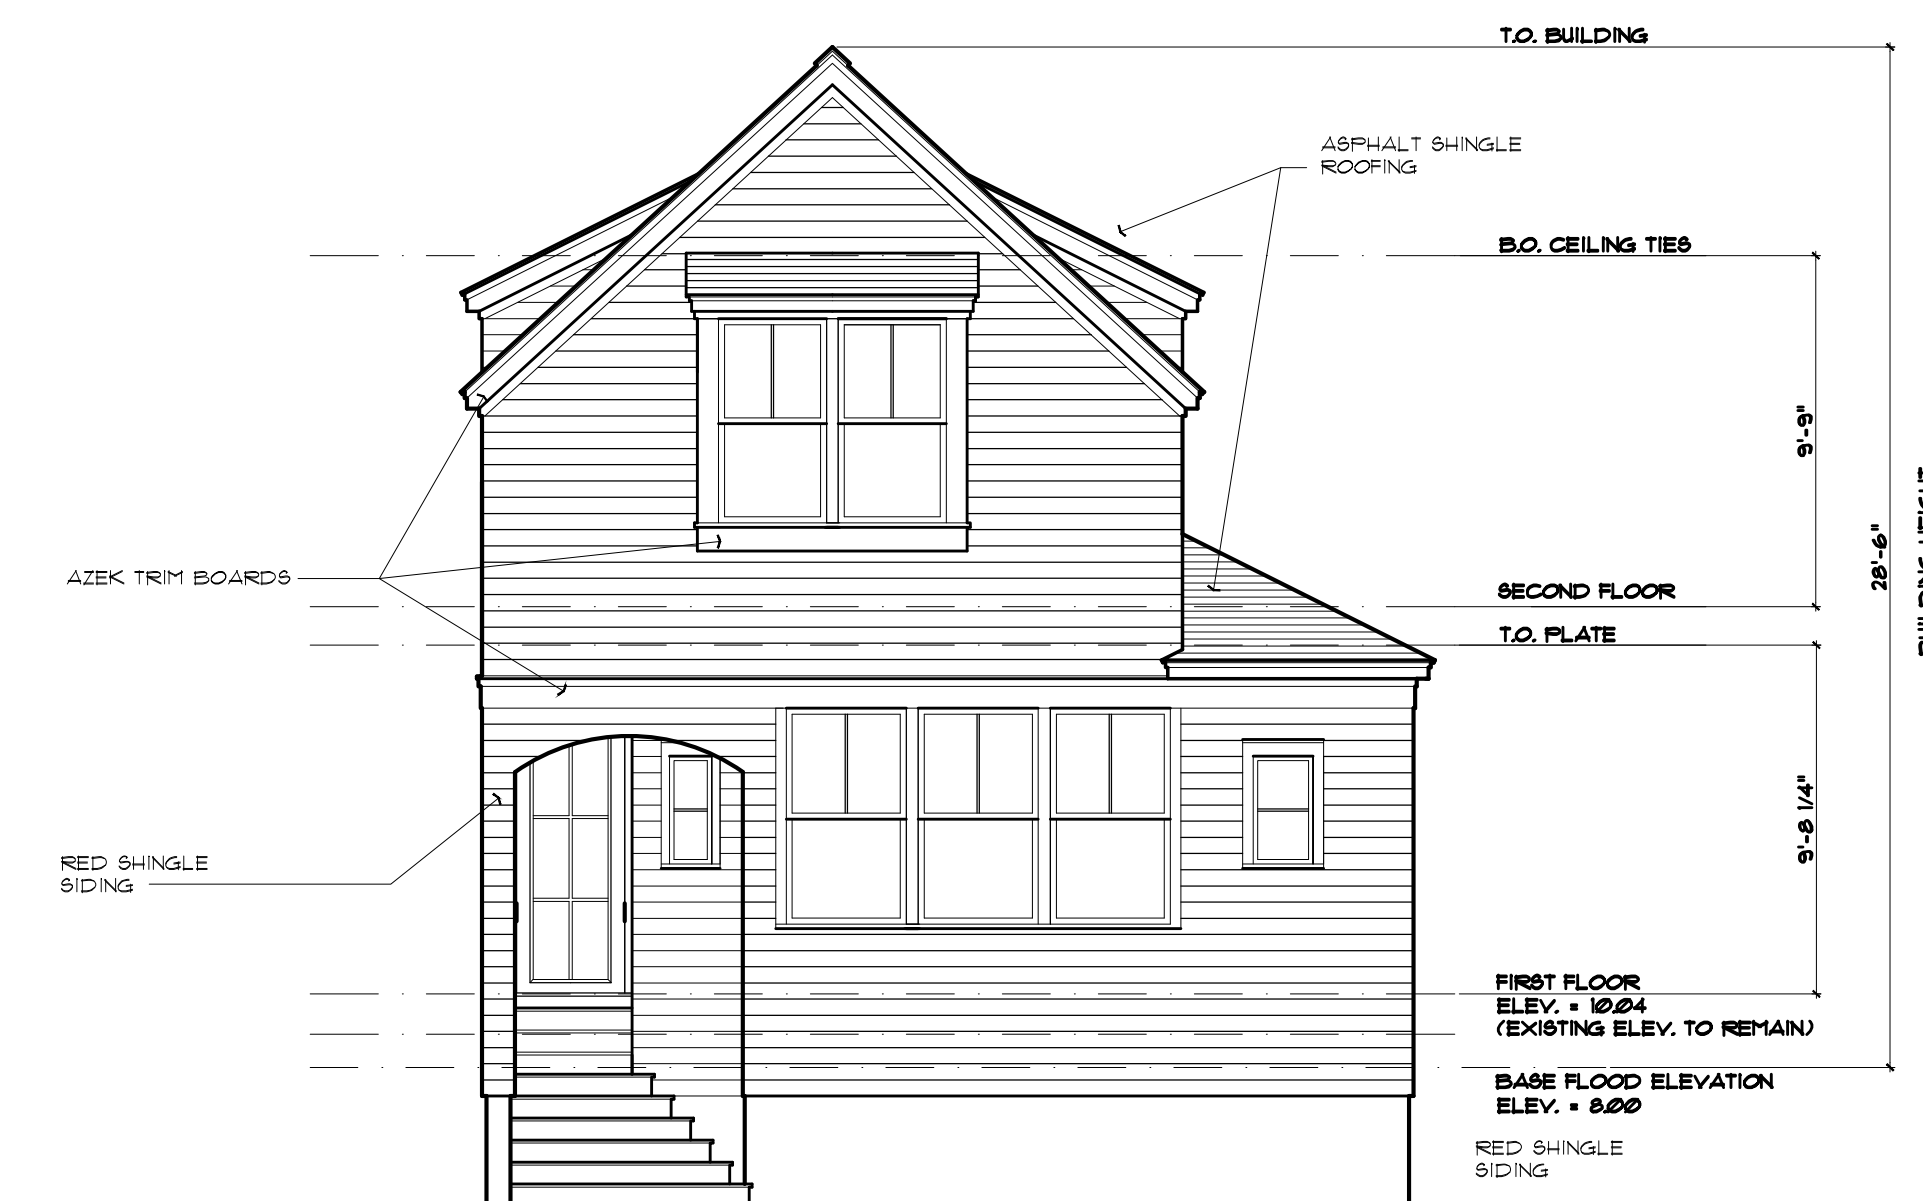 T.O. BUILDING
ASPHALT SHINGLE
ROOFING
B.O. CEILING TIES
9'-9"
28'-6"
BUILDING HEIGHT
AZEK TRIM BOARDS
SECOND FLOOR
T.O. PLATE
9'-8 1/4"
RED SHINGLE
SIDING
FIRST FLOOR
ELEV. = 10.04
(EXISTING ELEV. TO REMAIN)
BASE FLOOD ELEVATION
ELEV. = 8.00
RED SHINGLE
SIDING